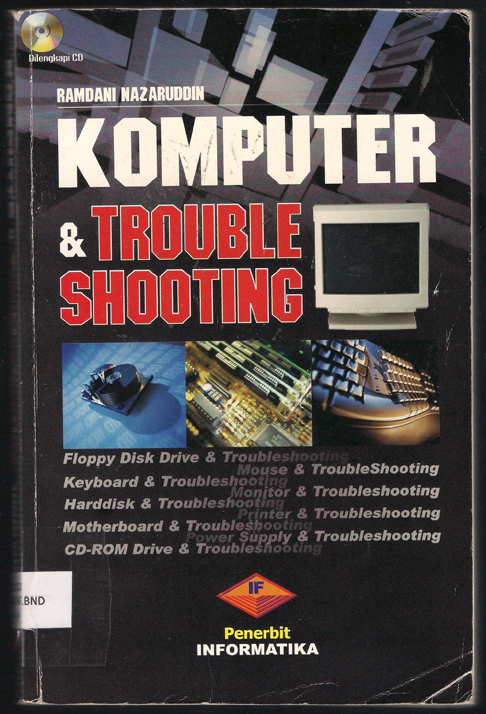 Dilengkapi CD
RAMDANI NAZARUDDIN
KOMPUTER
& TROUBLE
SHOOTING
Floppy Disk Drive & Troubleshooting
Mouse & TroubleShooting
Keyboard & Troubleshooting
Monitor & Troubleshooting
Harddisk & Troubleshooting
Printer & Troubleshooting
Motherboard & Troubleshooting
Power Supply & Troubleshooting
CD-ROM Drive & Troubleshooting
BND
IF
Penerbit
INFORMATIKA